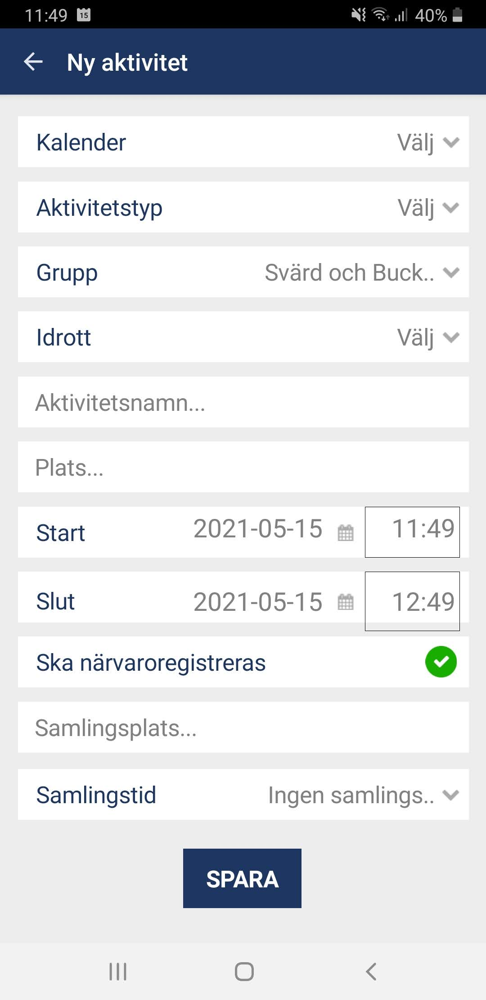 11:49 15 40%
Ny aktivitet
Kalender Välj
Aktivitetstyp Välj
Grupp Svärd och Buck..
Idrott Välj
Aktivitetsnamn...
Plats...
Start 2021-05-15 11:49
Slut 2021-05-15 12:49
Ska närvaroregistreras
Samlingsplats...
Samlingstid Ingen samlings..
SPARA